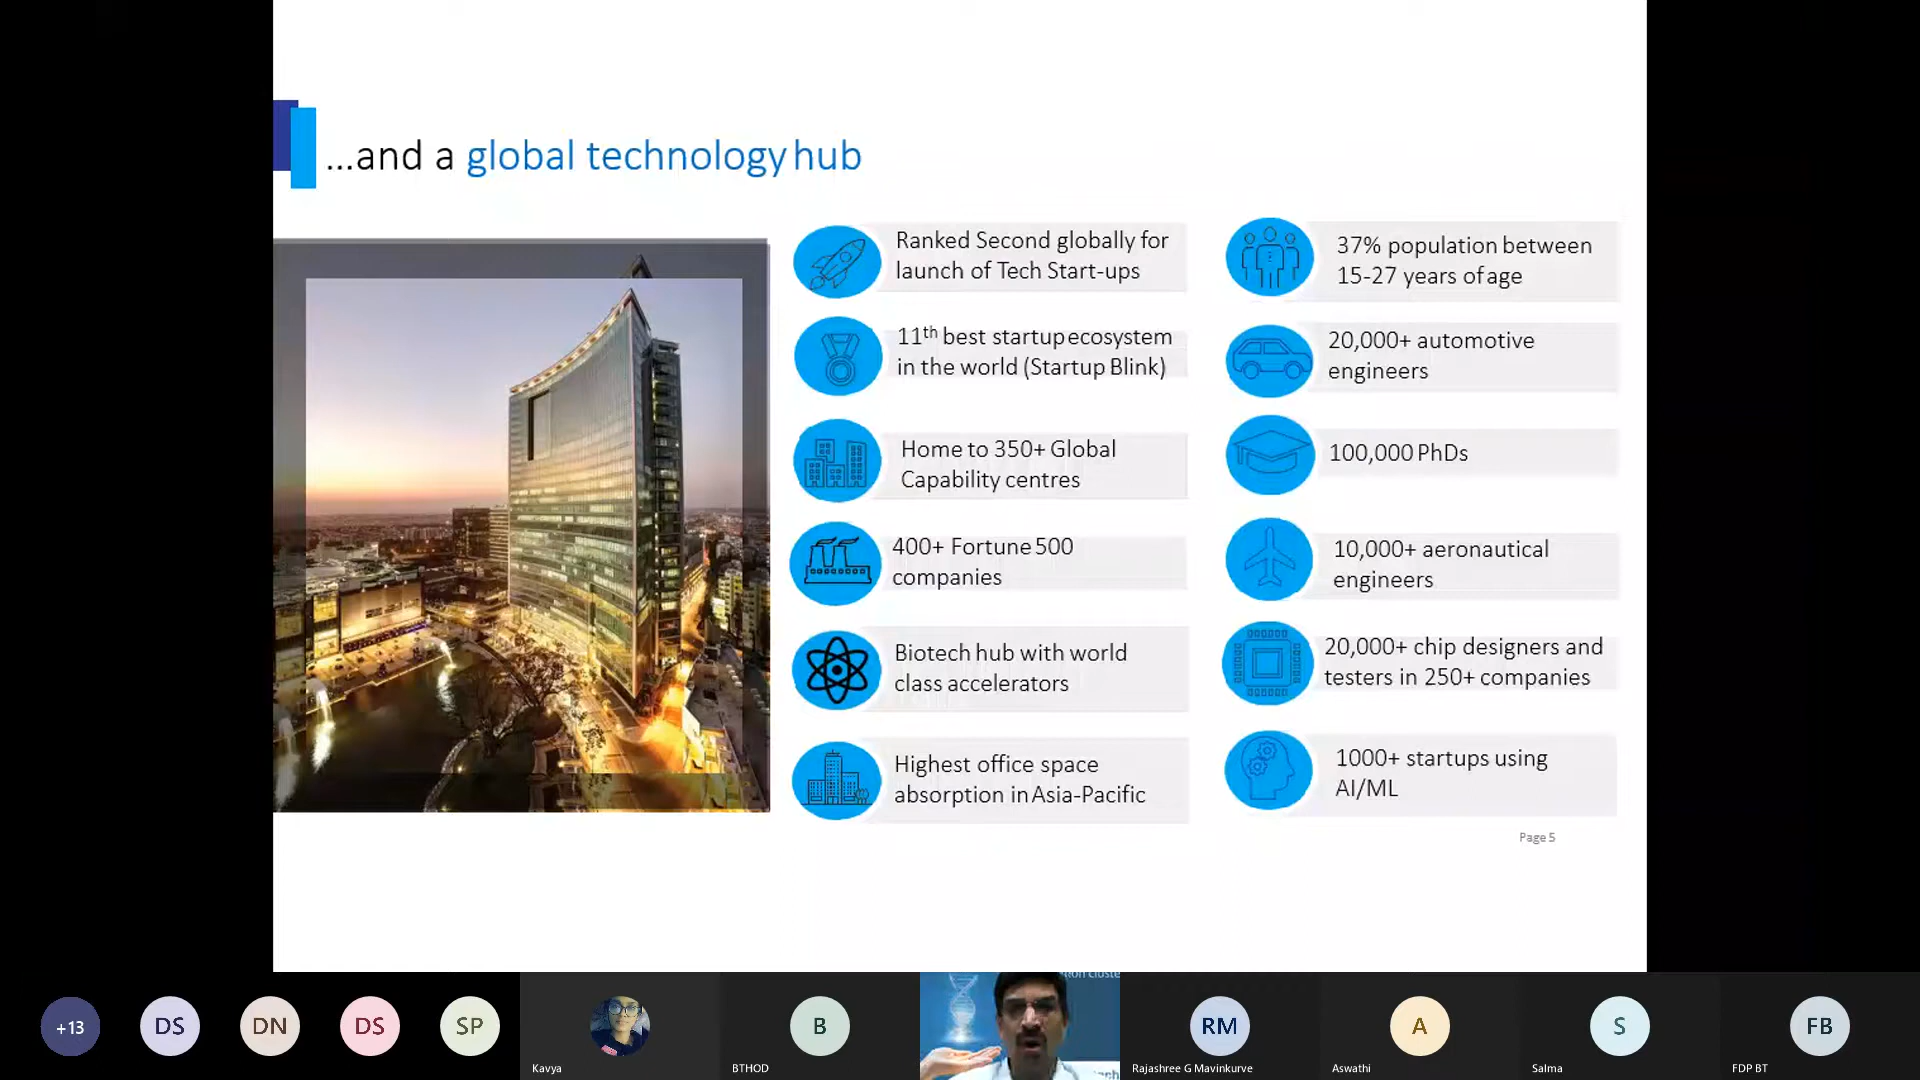 ...and a global technology hub
Ranked Second globally for
launch of Tech Start-ups
11th best startup ecosystem
in the world (Startup Blink)
Home to 350+ Global
Capability centres
400+ Fortune 500
companies
Biotech hub with world
class accelerators
Highest office space
absorption in Asia-Pacific
37% population between
15-27 years of age
20,000+ automotive
engineers
100,000 PhDs
10,000+ aeronautical
engineers
20,000+ chip designers and
testers in 250+ companies
1000+ startups using
AI/ML
Page 5
+13
DS
DN
DS
SP
Kavya
B
BTHOD
RM
Rajashree G Mavinkurve
A
Aswathi
S
Salma
FB
FDP BT